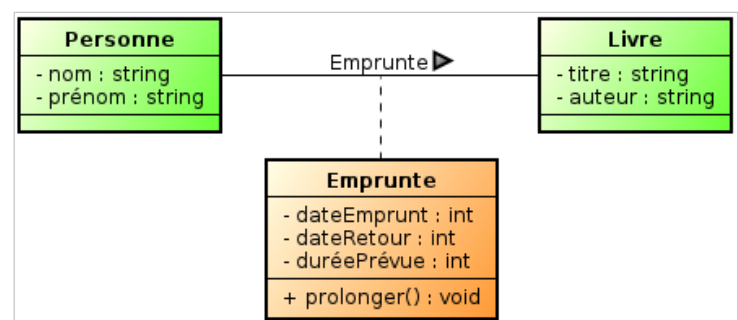 Personne
- nom : string
- prénom : string
Emprunte
Livre
- titre : string
- auteur : string
Emprunte
- dateEmprunt : int
- dateRetour : int
- duréePrévue : int
+ prolonger() : void